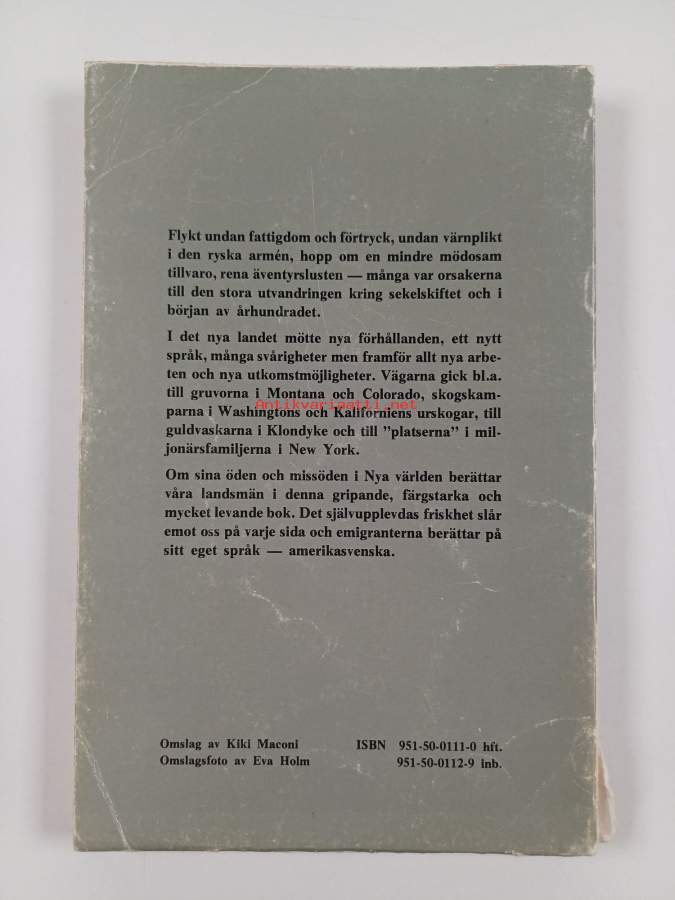 Flykt undan fattigdom och förtryck, undan värnplikt
i den ryska armén, hopp om en mindre mödosam
tillvaro, rena äventyrslusten — många var orsakerna
till den stora utvandringen kring sekelskiftet och i
början av århundradet.
I det nya landet mötte nya förhållanden, ett nytt
språk, många svårigheter men framför allt nya arbe-
ten och nya utkomstmöjligheter. Vägarna gick bl.a.
till gruvorna i Montana och Colorado, skogskam-
Antikvariaatti.net
parna i Washingtons och Kaliforniens urskogar, till
guldvaskarna i Klondyke och till ”platserna” i mil-
jonärsfamiljerna i New York.
Om sina öden och missöden i Nya världen berättar
våra landsmän i denna gripande, färgstarka och
mycket levande bok. Det självupplevdas friskhet slår
emot oss på varje sida och emigranterna berättar på
sitt eget språk — amerikasvenska.
Omslag av Kiki Maconi
Omslagsfoto av Eva Holm
ISBN 951-50-0111-0 hft.
951-50-0112-9 inb.